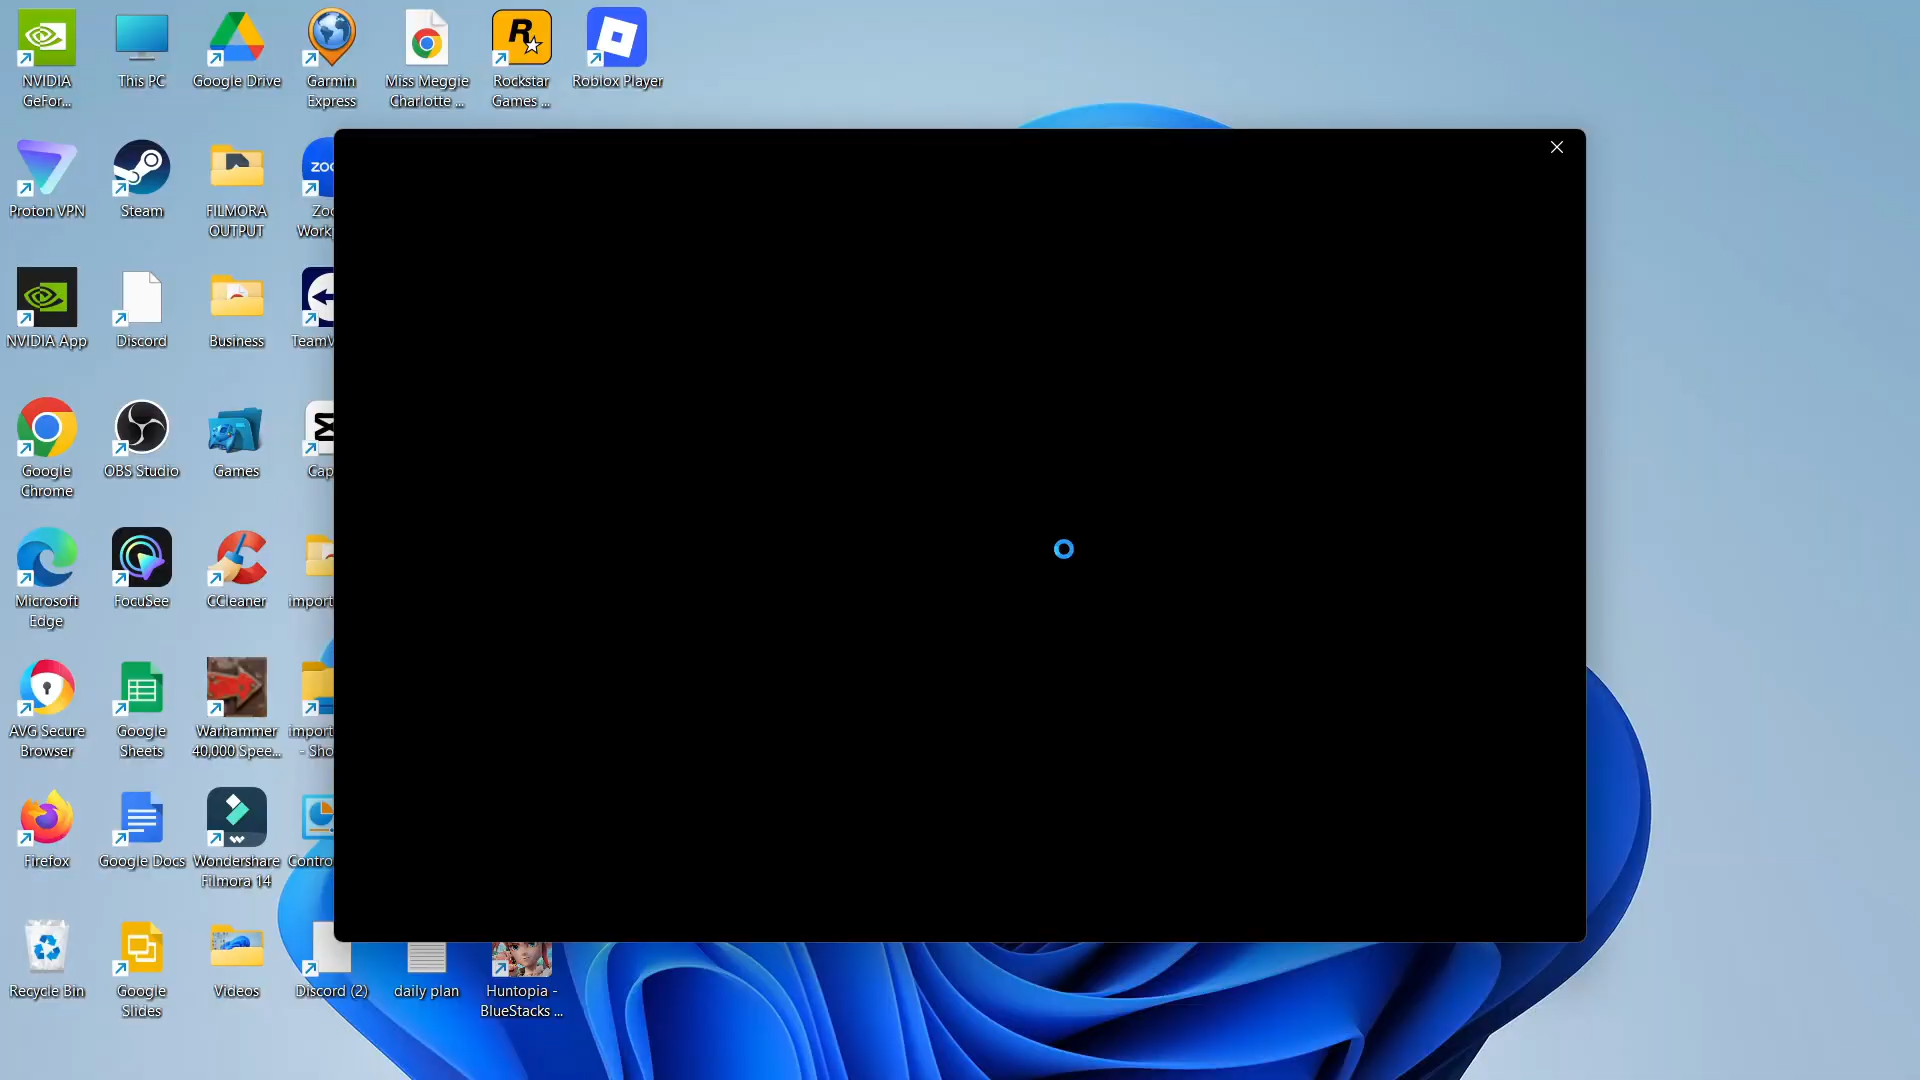 NVIDIA
GeFor...
This PC
Google Drive
Garmin
Express
Miss Meggie
Charlotte ...
R
Rockstar
Games ...
Roblox Player
Proton VPN
Steam
FILMORA
OUTPUT
zoo
Zoo
Work
NVIDIA App
Discord
Business
TeamV
Google
Chrome
OBS Studio
Games
Cap
Microsoft
Edge
FocuSee
CCleaner
import
AVG Secure
Browser
Google
Sheets
Warhammer
40,000 Spee...
import
- Sho
Firefox
Google Docs
Wondershare
Filmora 14
Contro
Recycle Bin
Google
Slides
Videos
Discord (2)
daily plan
Huntopia -
BlueStacks ...